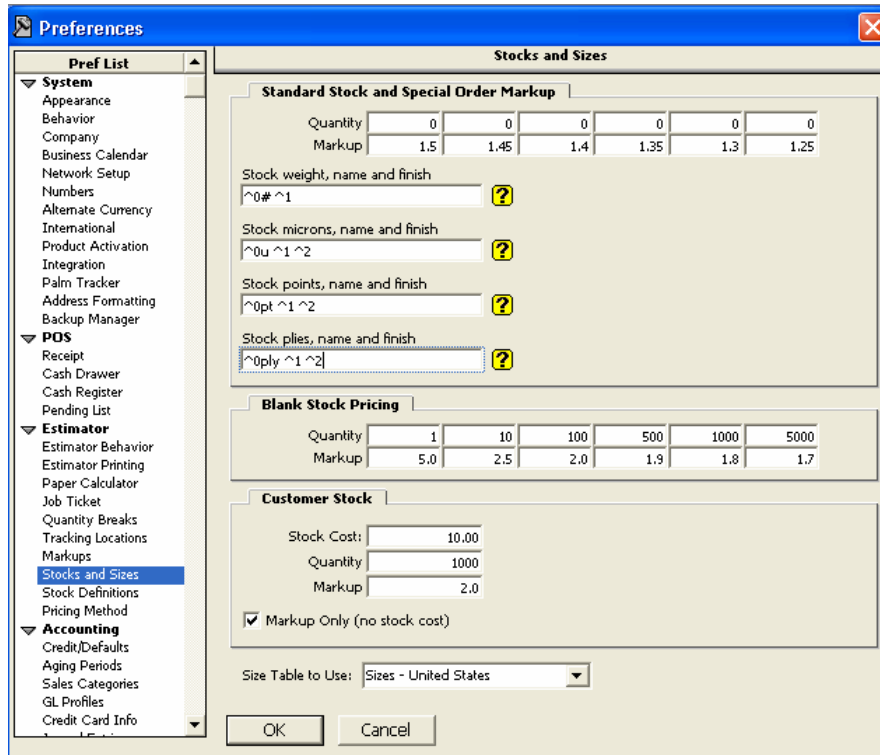 Preferences
Pref List
System
Appearance
Behavior
Company
Business Calendar
Network Setup
Numbers
Alternate Currency
International
Product Activation
Integration
Palm Tracker
Address Formatting
Backup Manager
POS
Receipt
Cash Drawer
Cash Register
Pending List
Estimator
Estimator Behavior
Estimator Printing
Paper Calculator
Job Ticket
Quantity Breaks
Tracking Locations
Markups
Stocks and Sizes
Stock Definitions
Pricing Method
Accounting
Credit/Defaults
Aging Periods
Sales Categories
GL Profiles
Credit Card Info
Stocks and Sizes
Standard Stock and Special Order Markup
Quantity 0 0 0 0 0 0
Markup 1.5 1.45 1.4 1.35 1.3 1.25
Stock weight, name and finish
^0# ^1 ?
Stock microns, name and finish
^0u ^1 ^2 ?
Stock points, name and finish
^0pt ^1 ^2 ?
Stock plies, name and finish
^0ply ^1 ^2 ?
Blank Stock Pricing
Quantity 1 10 100 500 1000 5000
Markup 5.0 2.5 2.0 1.9 1.8 1.7
Customer Stock
Stock Cost: 10.00
Quantity 1000
Markup 2.0
Markup Only (no stock cost)
Size Table to Use: Sizes - United States
OK Cancel